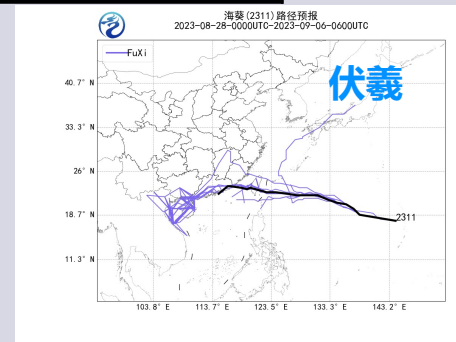 海葵(2311)路径预报
2023-08-28-0000UTC-2023-09-06-0600UTC
FuXi
伏羲
40.7° N
33.3° N
26° N
18.7° N
11.3° N
2311
103.8° E
113.7° E
123.5° E
133.3° E
143.2° E